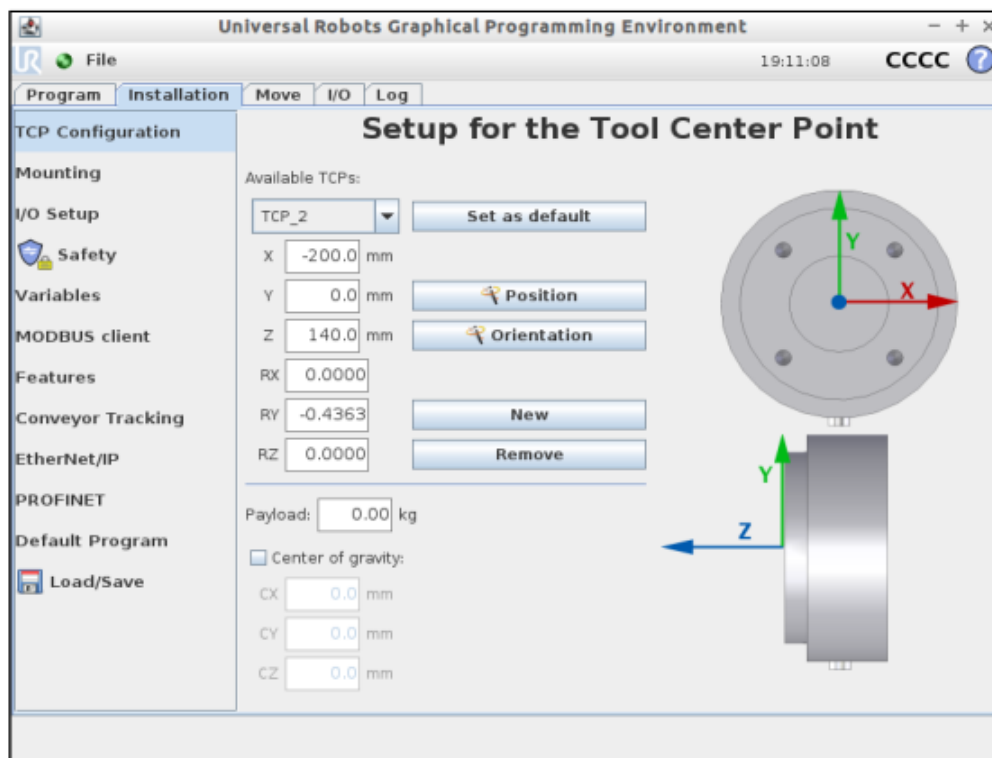 Universal Robots Graphical Programming Environment
UR File 19:11:08 CCCC ?
Program Installation Move I/O Log
TCP Configuration
Mounting
I/O Setup
Safety
Variables
MODBUS client
Features
Conveyor Tracking
EtherNet/IP
PROFINET
Default Program
Load/Save
Setup for the Tool Center Point
Available TCPs:
TCP_2 Set as default
X -200.0 mm
Y 0.0 mm Position
Z 140.0 mm Orientation
RX 0.0000
RY -0.4363 New
RZ 0.0000 Remove
Payload: 0.00 kg
Center of gravity:
CX 0.0 mm
CY 0.0 mm
CZ 0.0 mm
Y
X
Y
Z